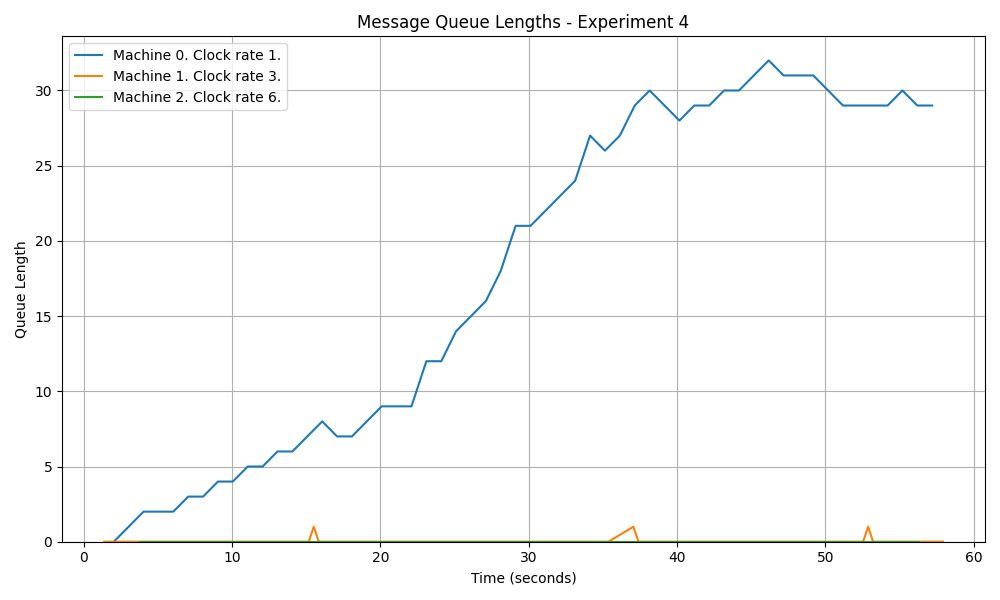 Message Queue Lengths - Experiment 4
Machine 0. Clock rate 1.
Machine 1. Clock rate 3.
Machine 2. Clock rate 6.
30
25
20
15
10
5
0
Queue Length
0 10 20 30 40 50 60
Time (seconds)